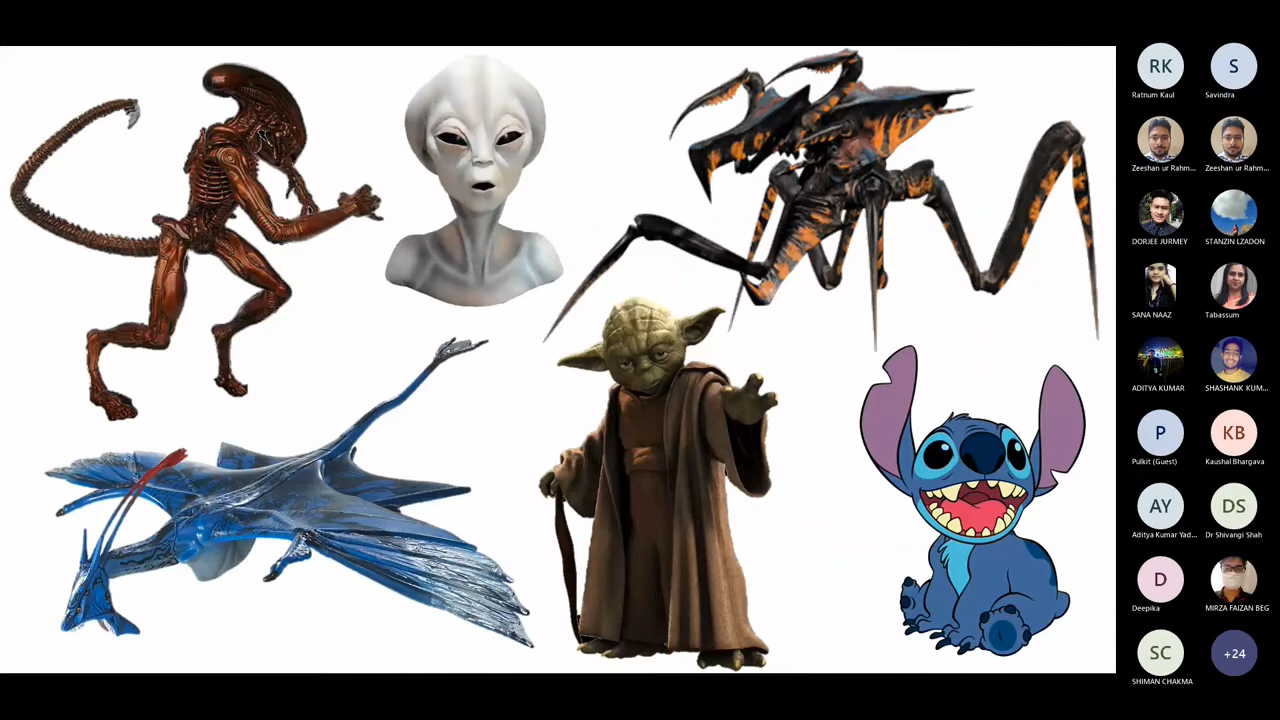 RK
S
Ratnum Kaul
Savindra
Zeeshan ur Rahm...
Zeeshan ur Rahm...
DORJEE JURMEY
STANZIN LZADON
SANA NAAZ
Tabassum
ADITYA KUMAR
SHASHANK KUM...
P
KB
Pulkit (Guest)
Kaushal Bhargava
AY
DS
Aditya Kumar Yad...
Dr Shivangi Shah
D
Deepika
MIRZA FAIZAN BEG
SC
+24
SHIMAN CHAKMA